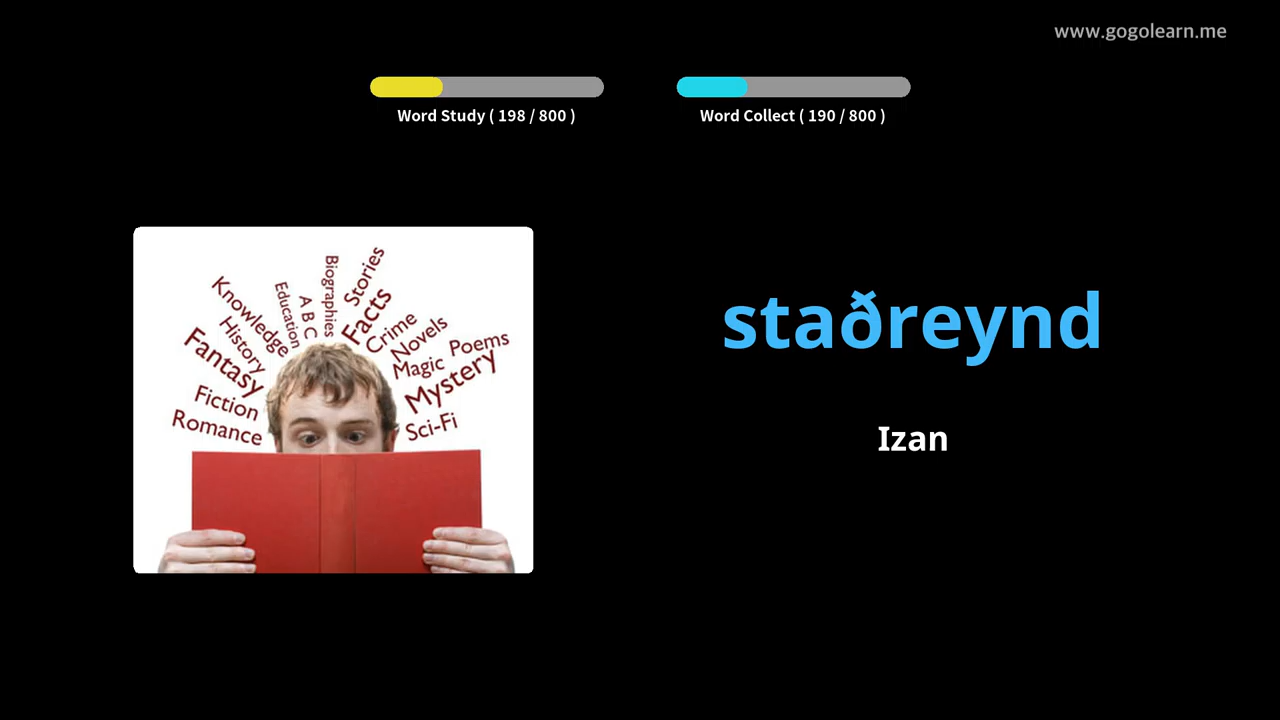 www.gogolearn.me
Word Study ( 198 / 800 )
Word Collect ( 190 / 800 )
Biographies
Stories
Education
A B C
Facts
Knowledge
Crime
History
Novels
Fantasy
Magic
Poems
Mystery
Fiction
Romance
Sci-Fi
staðreynd
Izan